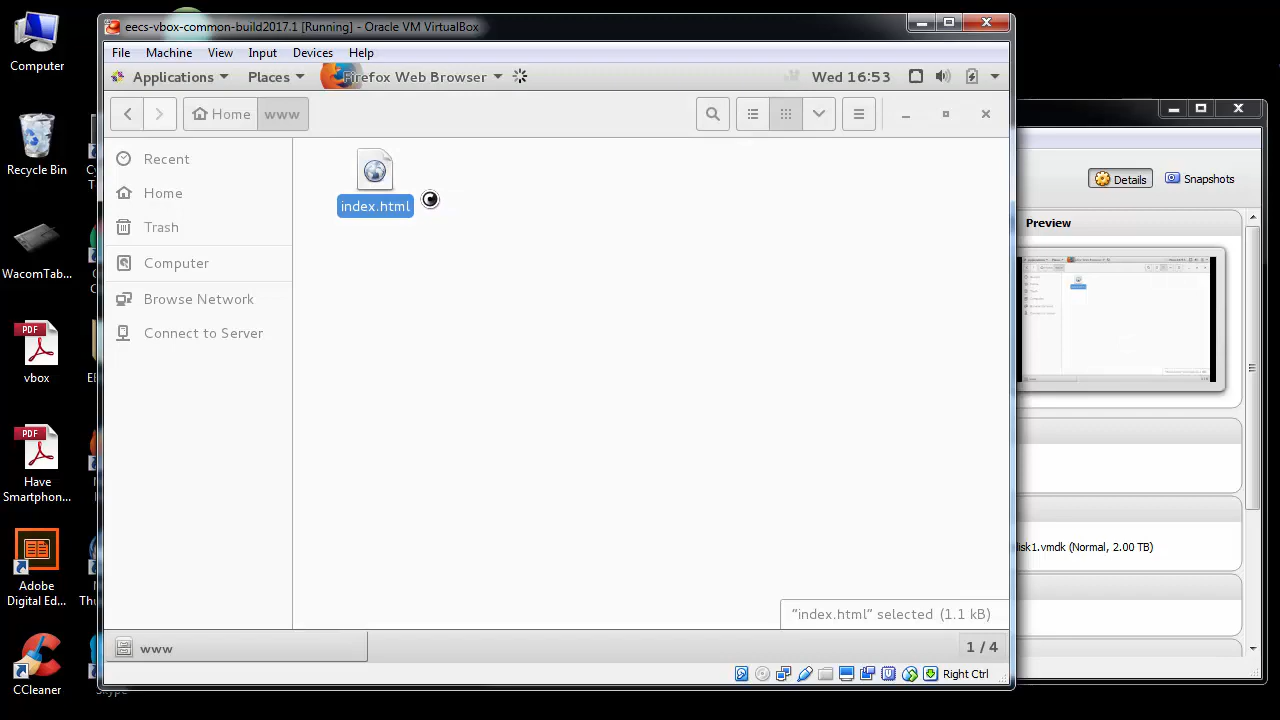 Computer
Recycle Bin
WacomTab...
vbox
Have
Smartphon...
Adobe
Digital Ed...
CCleaner
Skype
eecs-vbox-common-build2017.1 [Running] - Oracle VM VirtualBox
File Machine View Input Devices Help
Applications Places Firefox Web Browser Wed 16:53
Home www
Recent
Home
Trash
Computer
Browse Network
Connect to Server
index.html
"index.html" selected (1.1 kB)
www
1 / 4
Right Ctrl
Details Snapshots
Preview
disk1.vmdk (Normal, 2.00 TB)
PDF
PDF